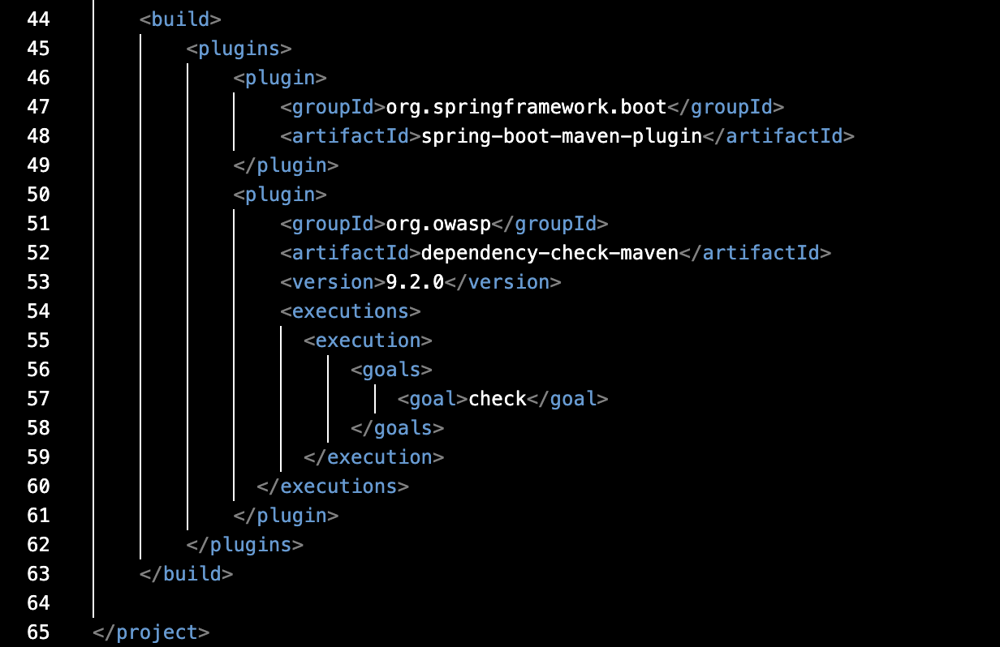 44 <build>
45 <plugins>
46 <plugin>
47 <groupId>org.springframework.boot</groupId>
48 <artifactId>spring-boot-maven-plugin</artifactId>
49 </plugin>
50 <plugin>
51 <groupId>org.owasp</groupId>
52 <artifactId>dependency-check-maven</artifactId>
53 <version>9.2.0</version>
54 <executions>
55 <execution>
56 <goals>
57 <goal>check</goal>
58 </goals>
59 </execution>
60 </executions>
61 </plugin>
62 </plugins>
63 </build>
64
65 </project>